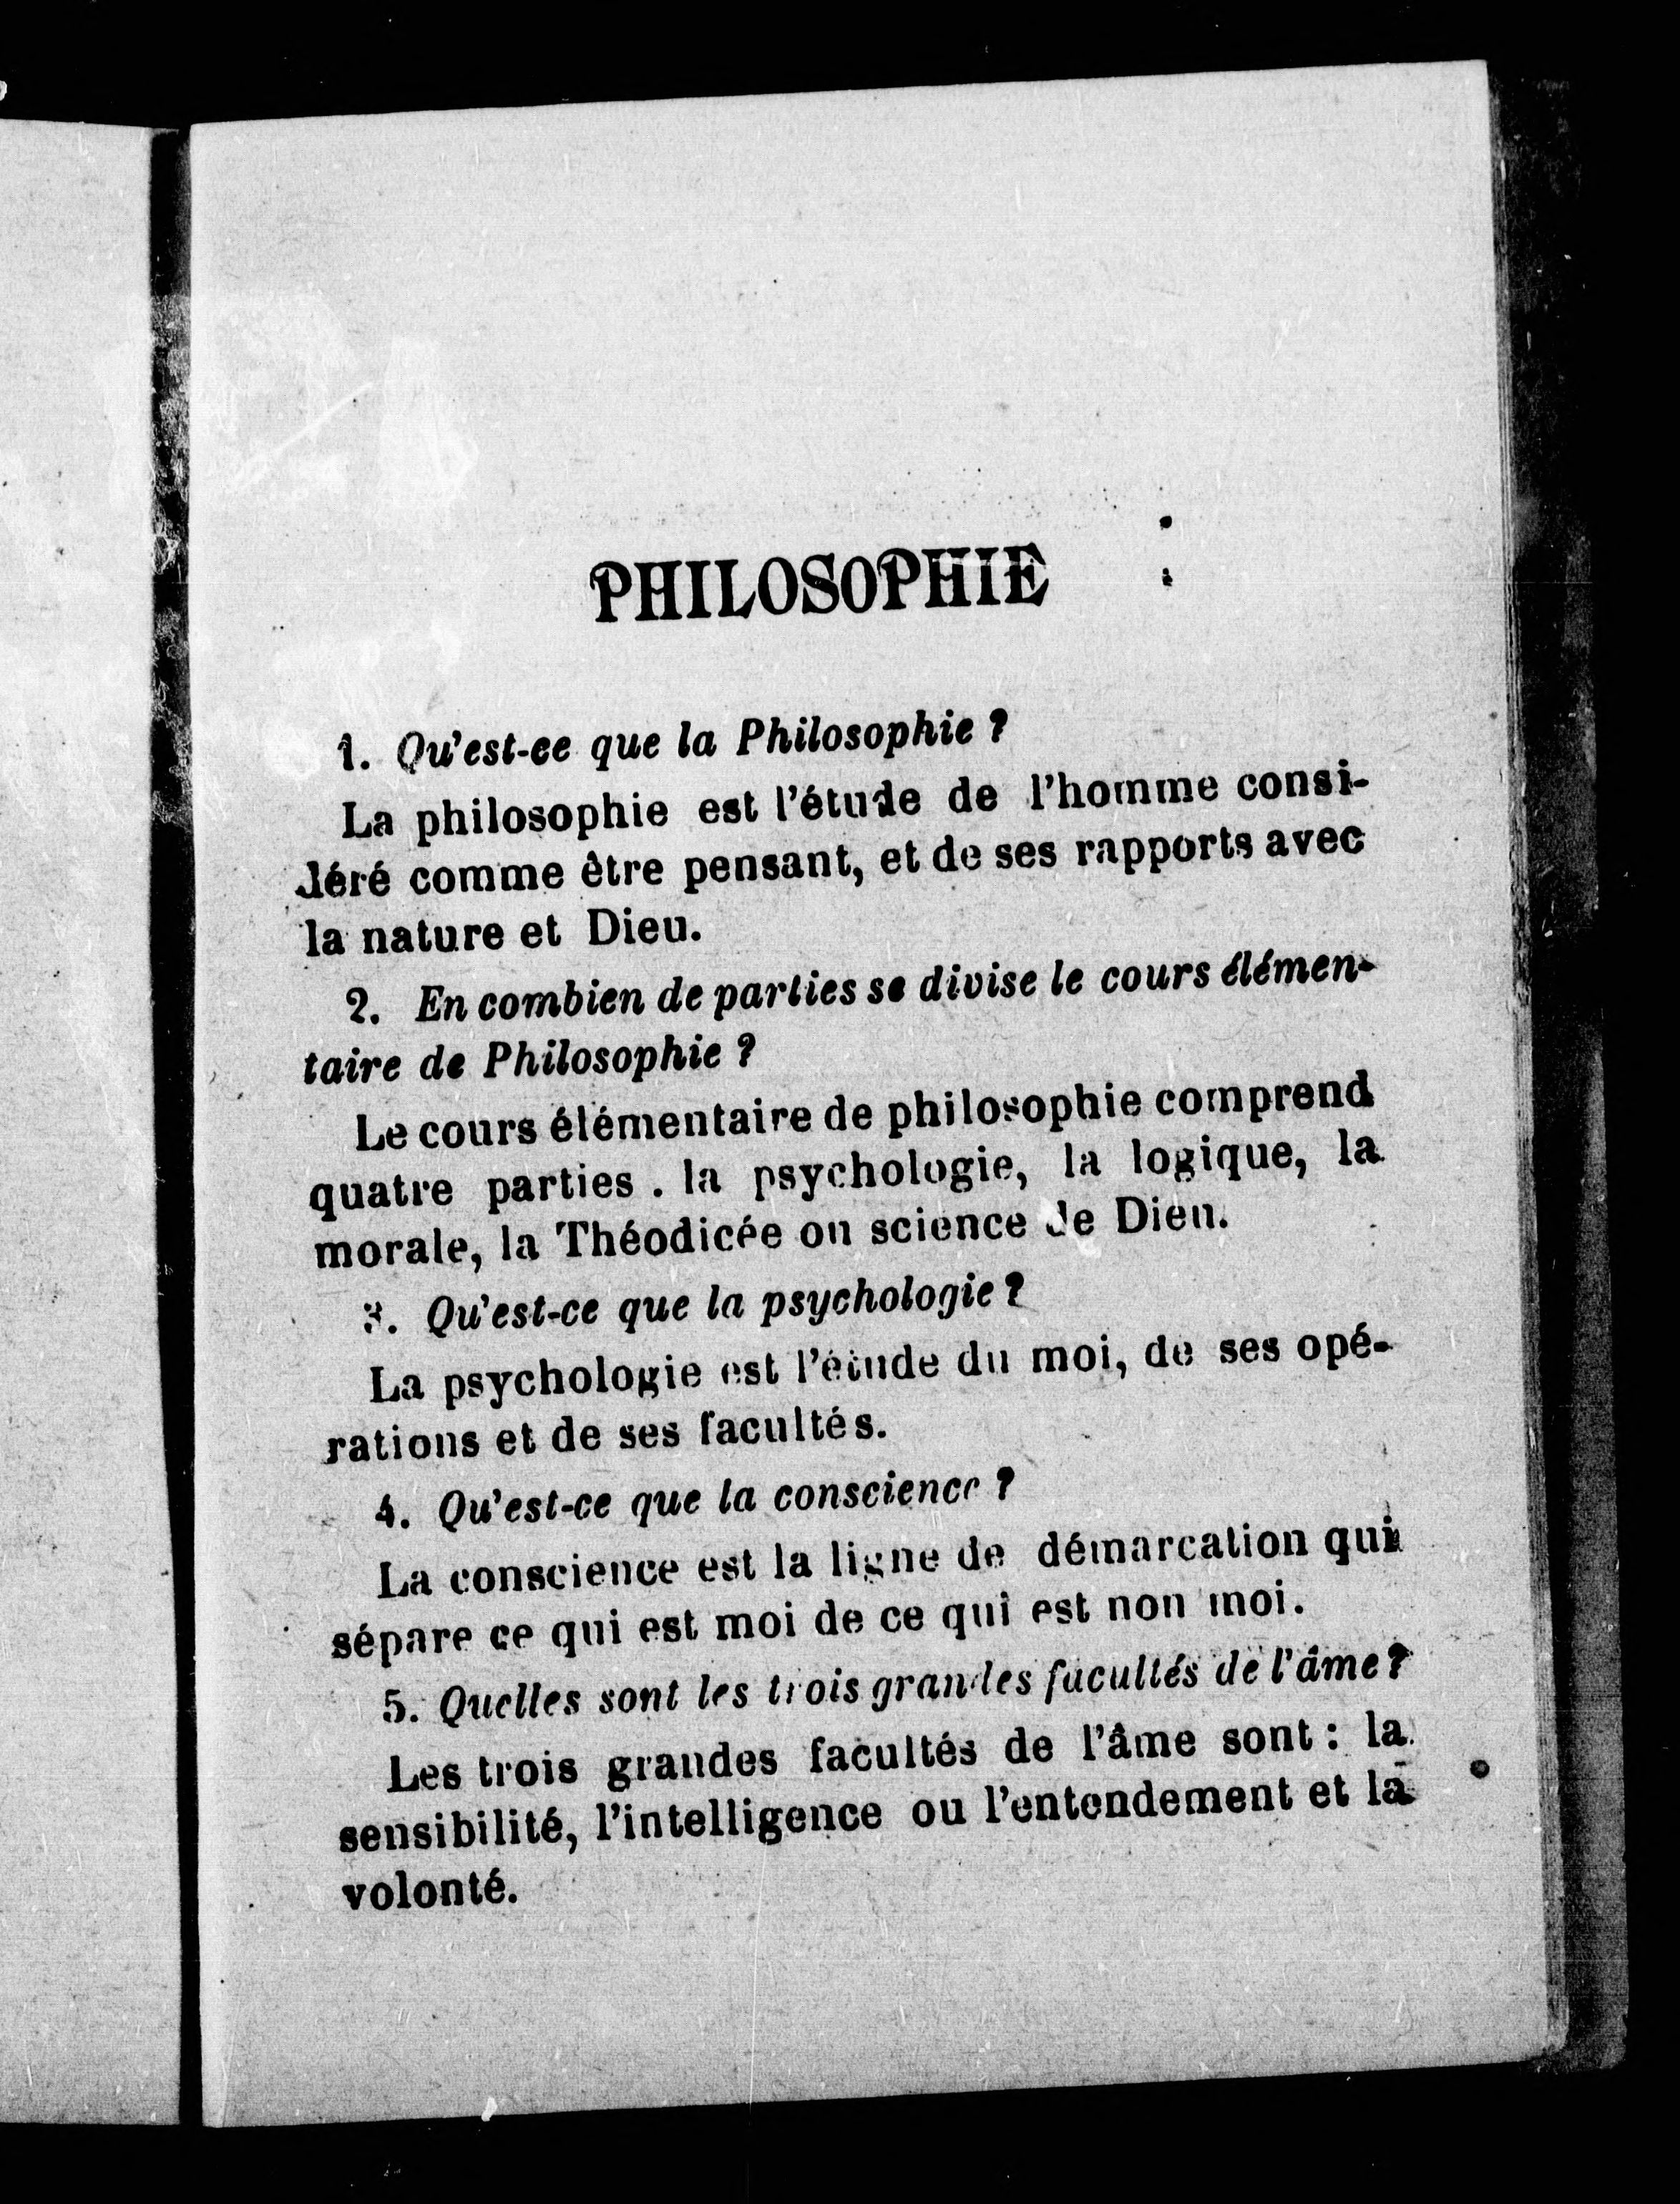 PHILOSOPHIE
1. Qu'est-ce que la Philosophie ?
La philosophie est l'étude de l'homme consi-
déré comme être pensant, et de ses rapports avec
la nature et Dieu.
2. En combien de parties se divise le cours élémen-
taire de Philosophie ?
Le cours élémentaire de philosophie comprend
quatre parties . la psychologie, la logique, la
morale, la Théodicée ou science de Dieu.
3. Qu'est-ce que la psychologie ?
La psychologie est l'étude du moi, de ses opé-
rations et de ses facultés.
4. Qu'est-ce que la conscience ?
La conscience est la ligne de démarcation qui
sépare ce qui est moi de ce qui est non moi.
5. Quelles sont les trois grandes facultés de l'âme ?
Les trois grandes facultés de l'âme sont : la
sensibilité, l'intelligence ou l'entendement et la
volonté.